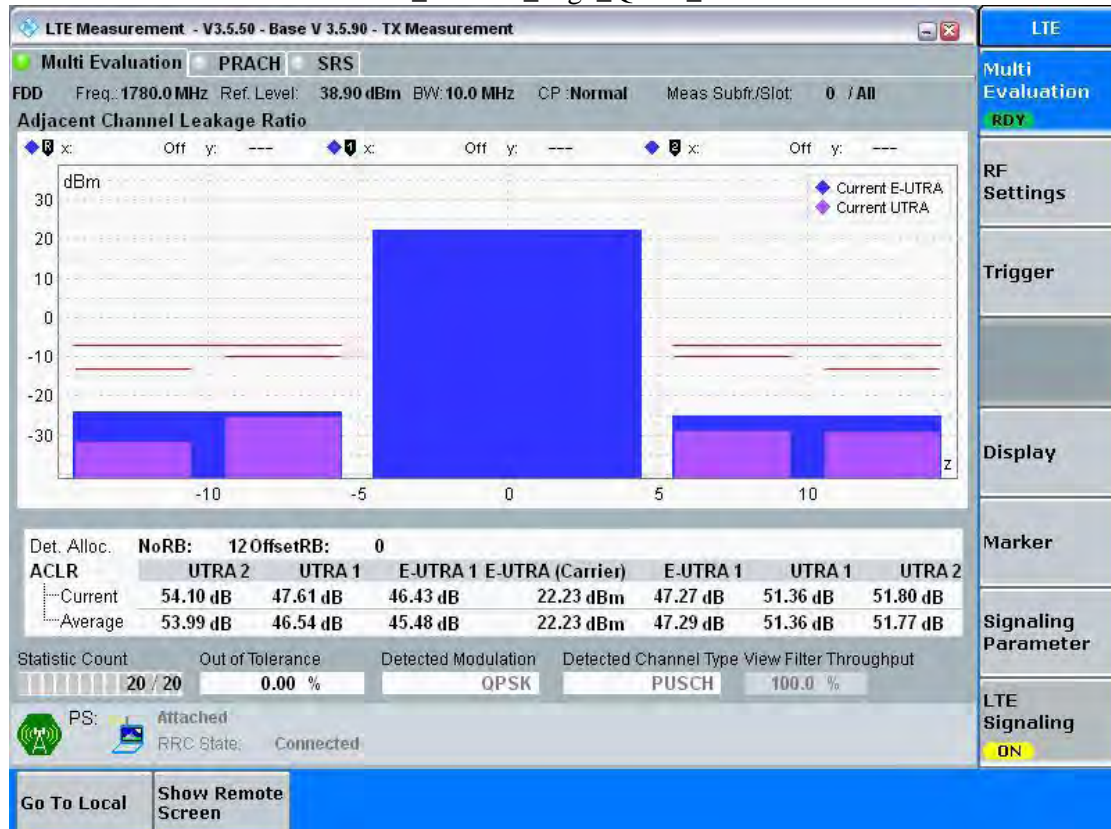 LTE Measurement - V3.5.50 - Base V 3.5.90 - TX Measurement
LTE
Multi Evaluation PRACH SRS
Multi
Evaluation
RDY
FDD Freq.: 1780.0 MHz Ref. Level: 38.90 dBm BW: 10.0 MHz CP :Normal Meas Subfr./Slot: 0 / All
Adjacent Channel Leakage Ratio
R x: Off y: --- 1 x: Off y: --- 2 x: Off y: ---
dBm
Current E-UTRA
Current UTRA
30
20
10
0
-10
-20
-30
z
-10 -5 0 5 10
RF
Settings
Trigger
Display
Marker
Signaling
Parameter
LTE
Signaling
ON
Det. Alloc. NoRB: 12 OffsetRB: 0
ACLR UTRA 2 UTRA 1 E-UTRA 1 E-UTRA (Carrier) E-UTRA 1 UTRA 1 UTRA 2
Current 54.10 dB 47.61 dB 46.43 dB 22.23 dBm 47.27 dB 51.36 dB 51.80 dB
Average 53.99 dB 46.54 dB 45.48 dB 22.23 dBm 47.29 dB 51.36 dB 51.77 dB
Statistic Count Out of Tolerance Detected Modulation Detected Channel Type View Filter Throughput
20 / 20 0.00 % QPSK PUSCH 100.0 %
PS: Attached
RRC State: Connected
Go To Local
Show Remote
Screen